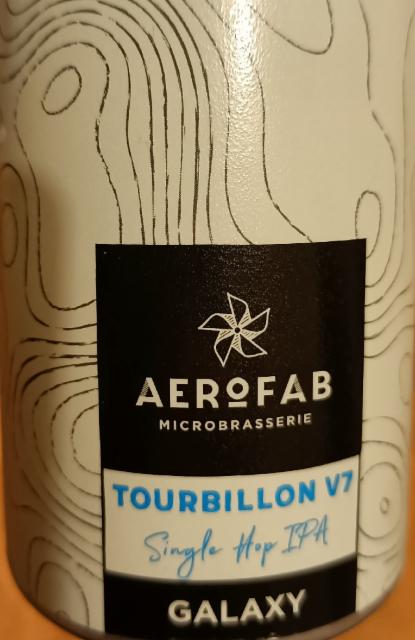 AEROFAB
MICROBRASSERIE
TOURBILLON V7
Single Hop IPA
GALAXY